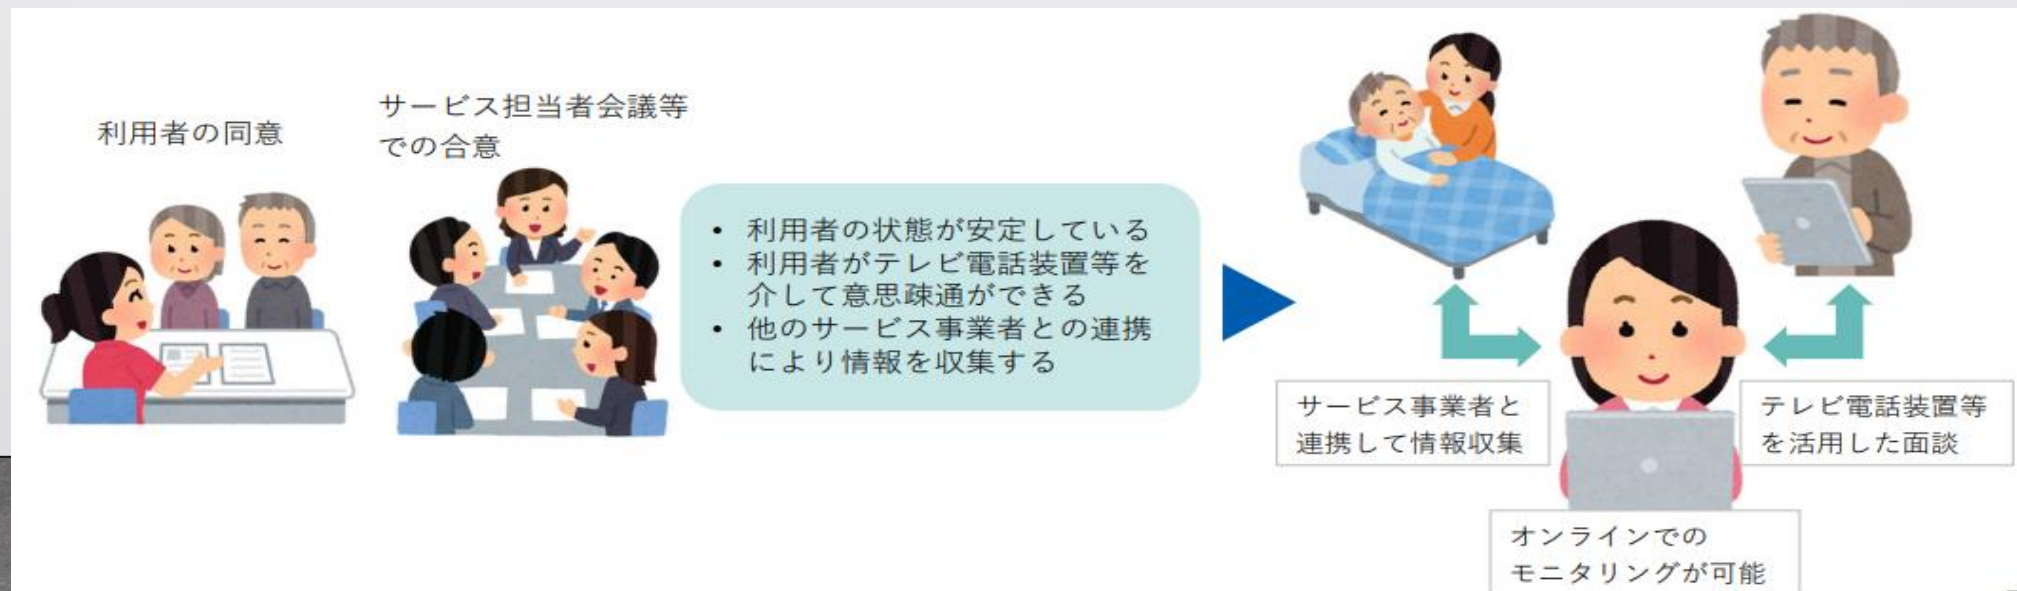 利用者の同意
サービス担当者会議等
での合意
• 利用者の状態が安定している
• 利用者がテレビ電話装置等を
介して意思疎通ができる
• 他のサービス事業者との連携
により情報を収集する
サービス事業者と
連携して情報収集
テレビ電話装置等
を活用した面談
オンラインでの
モニタリングが可能